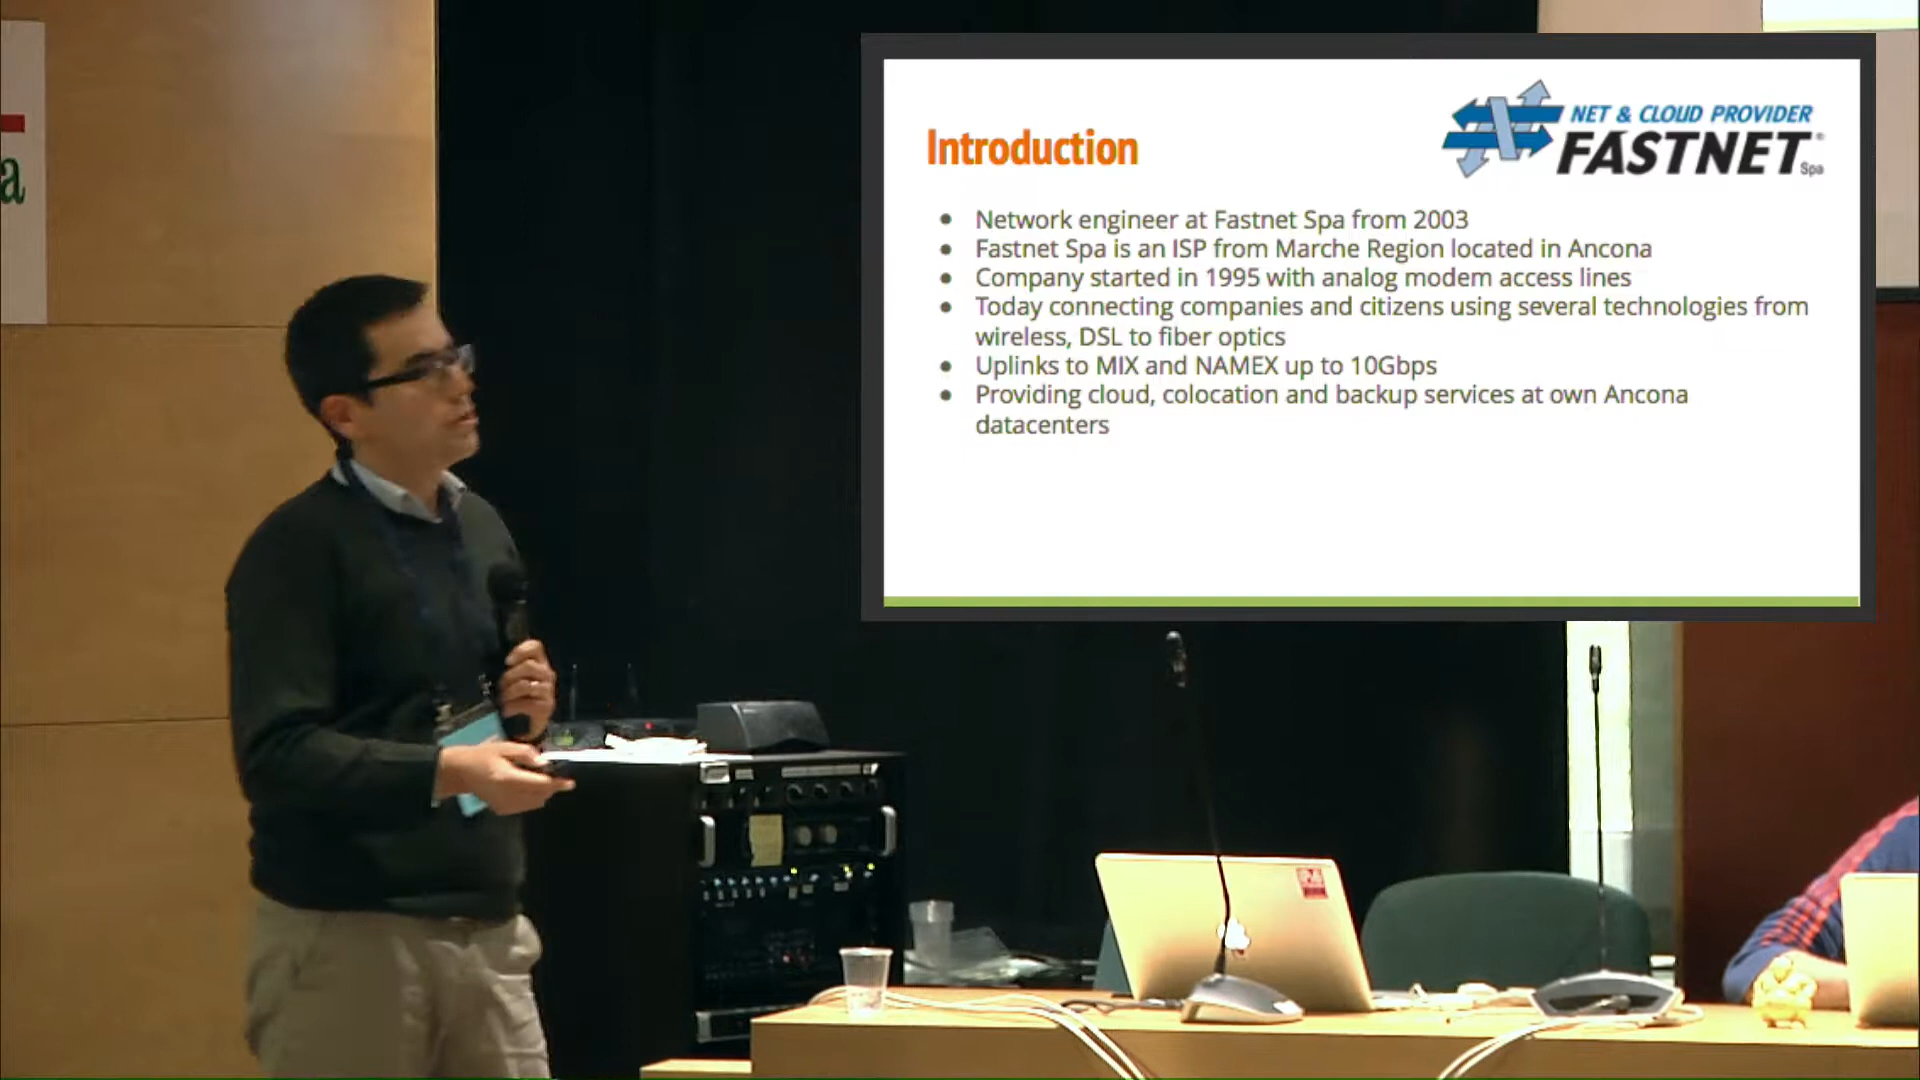 a
NET & CLOUD PROVIDER
FASTNET
Spa
Introduction
Network engineer at Fastnet Spa from 2003
Fastnet Spa is an ISP from Marche Region located in Ancona
Company started in 1995 with analog modem access lines
Today connecting companies and citizens using several technologies from
wireless, DSL to fiber optics
Uplinks to MIX and NAMEX up to 10Gbps
Providing cloud, colocation and backup services at own Ancona
datacenters